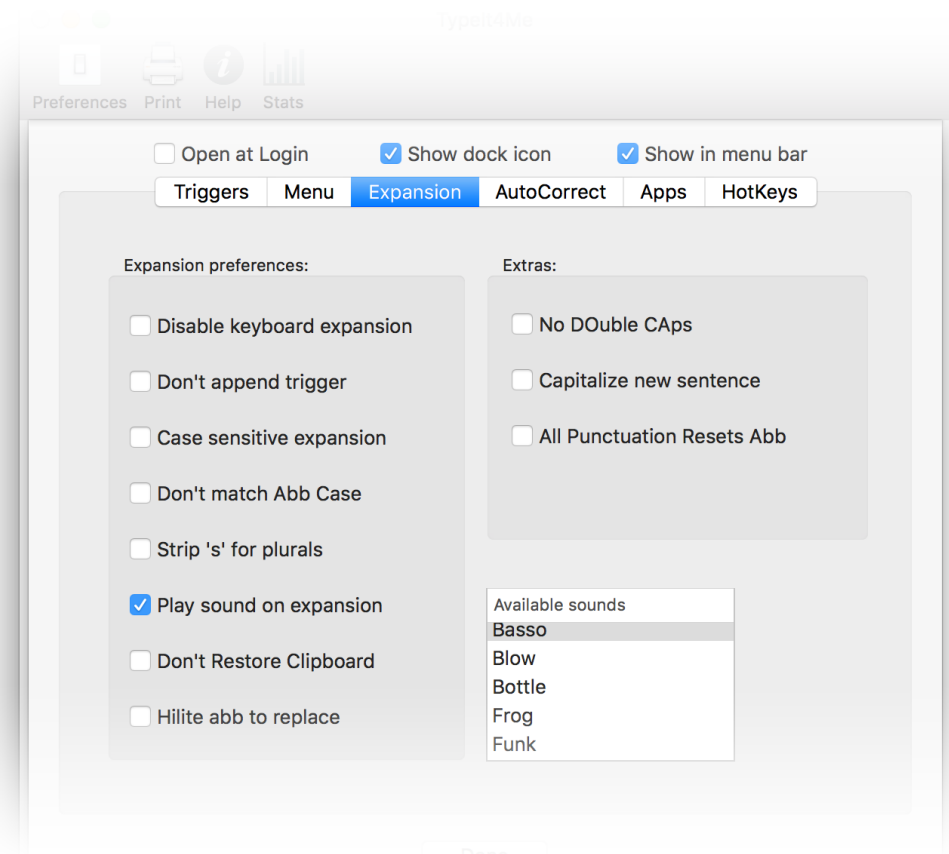 TypeIt4Me
Preferences Print Help Stats
Open at Login Show dock icon Show in menu bar
Triggers Menu Expansion AutoCorrect Apps HotKeys
Expansion preferences:
Disable keyboard expansion
Don't append trigger
Case sensitive expansion
Don't match Abb Case
Strip 's' for plurals
Play sound on expansion
Don't Restore Clipboard
Hilite abb to replace
Extras:
No DOuble CAps
Capitalize new sentence
All Punctuation Resets Abb
Available sounds
Basso
Blow
Bottle
Frog
Funk